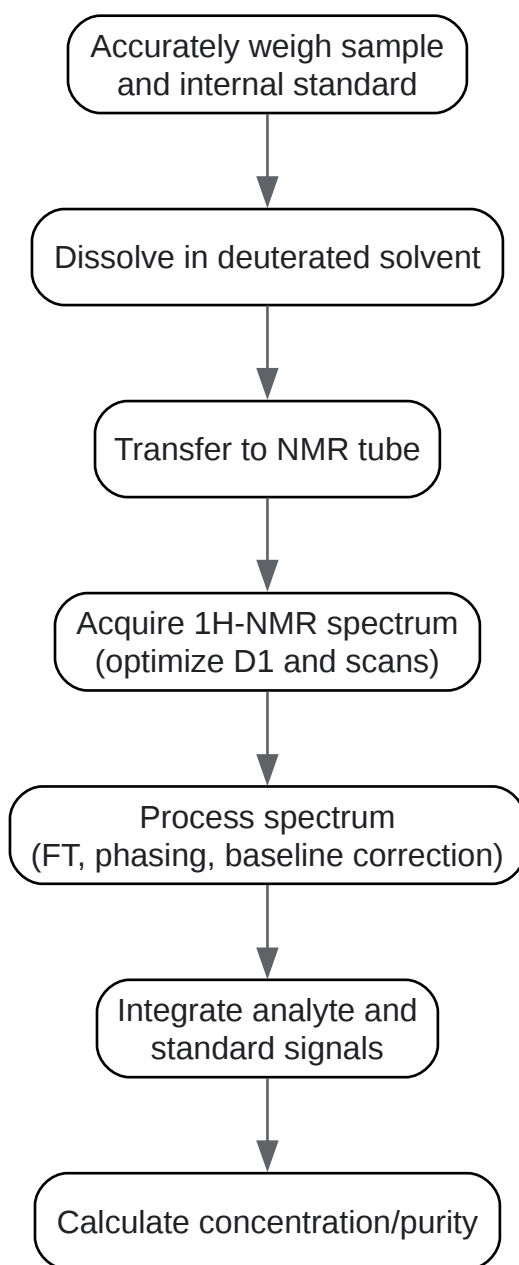 Accurately weigh sample
and internal standard
Dissolve in deuterated solvent
Transfer to NMR tube
Acquire 1H-NMR spectrum
(optimize D1 and scans)
Process spectrum
(FT, phasing, baseline correction)
Integrate analyte and
standard signals
Calculate concentration/purity